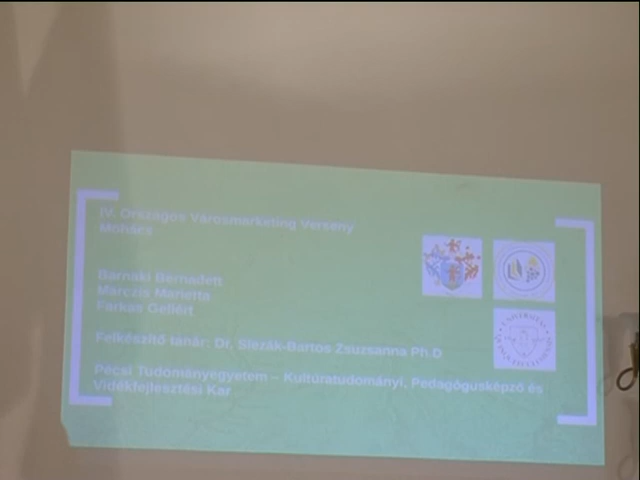 IV. Országos Városmarketing Verseny
Mohács
Barnaki Bernadett
Marczis Marietta
Farkas Gellért
Felkészítő tanár: Dr. Slezák-Bartos Zsuzsanna Ph.D
Pécsi Tudományegyetem – Kultúratudományi, Pedagógusképző és
Vidékfejlesztési Kar